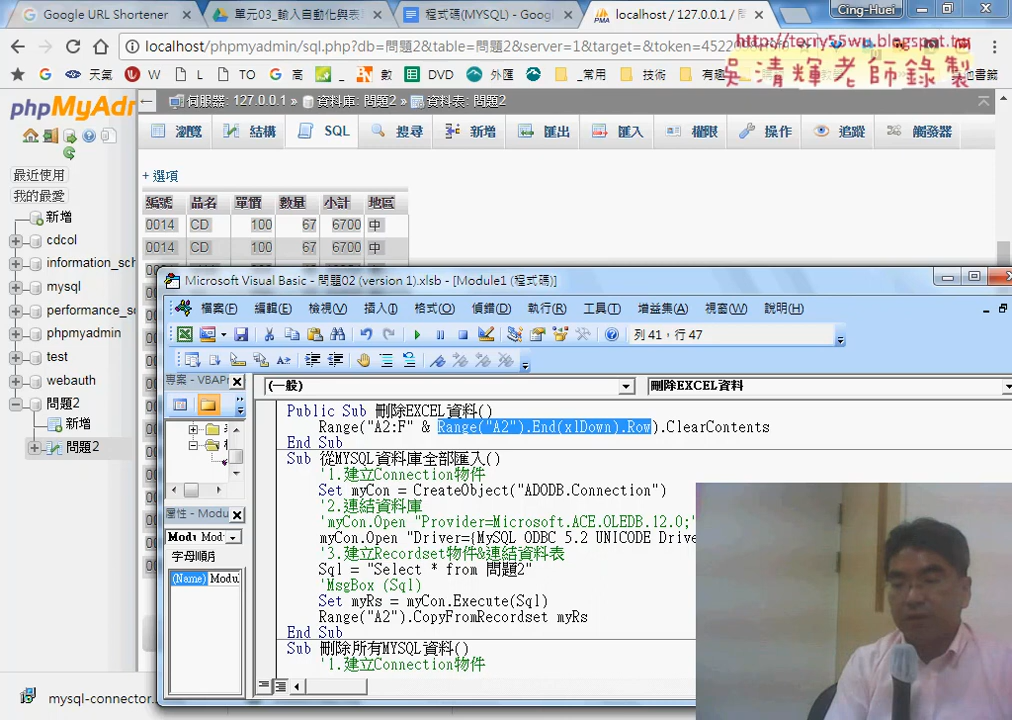 Google URL Shortener
單元03_輸入自動化與表
程式碼(MYSQL) - Goog
localhost / 127.0.0.1 / 問
Cing-Huei
localhost/phpmyadmin/sql.php?db=問題2&table=問題2&server=1&target=&token=4522
http://terry55wu.blogspot.tw
吳清輝老師錄製
天氣
W
L
TO
高
數
DVD
外匯
_常用
技術
有趣
書籤
phpMyAdm
伺服器: 127.0.0.1 » 資料庫: 問題2 » 資料表: 問題2
瀏覽 結構 SQL 搜尋 新增 匯出 匯入 權限 操作 追蹤 觸發器
最近使用
我的最愛
新增
cdcol
information_sch
mysql
performance_s
phpmyadmin
test
webauth
問題2
新增
問題2
+ 選項
編號 品名 單價 數量 小計 地區
0014 CD 100 67 6700 中
0014 CD 100 67 6700 中
Microsoft Visual Basic - 問題02 (version 1).xlsb - [Module1 (程式碼)]
檔案(F) 編輯(E) 檢視(V) 插入(I) 格式(O) 偵錯(D) 執行(R) 工具(T) 增益集(A) 視窗(W) 說明(H)
列 41，行 47
專案 - VBAP
(一般)
刪除EXCEL資料
Public Sub 刪除EXCEL資料()
Range("A2:F" & Range("A2").End(xlDown).Row).ClearContents
End Sub
Sub 從MYSQL資料庫全部匯入()
'1.建立Connection物件
Set myCon = CreateObject("ADODB.Connection")
'2.連結資料庫
'myCon.Open "Provider=Microsoft.ACE.OLEDB.12.0;"
myCon.Open "Driver={MySQL ODBC 5.2 UNICODE Drive
'3.建立Recordset物件&連結資料表
Sql = "Select * from 問題2"
'MsgBox (Sql)
Set myRs = myCon.Execute(Sql)
Range("A2").CopyFromRecordset myRs
End Sub
Sub 刪除所有MYSQL資料()
'1.建立Connection物件
屬性 - Modu
Modu Mod
字母順序
(Name) Modu
mysql-connector.